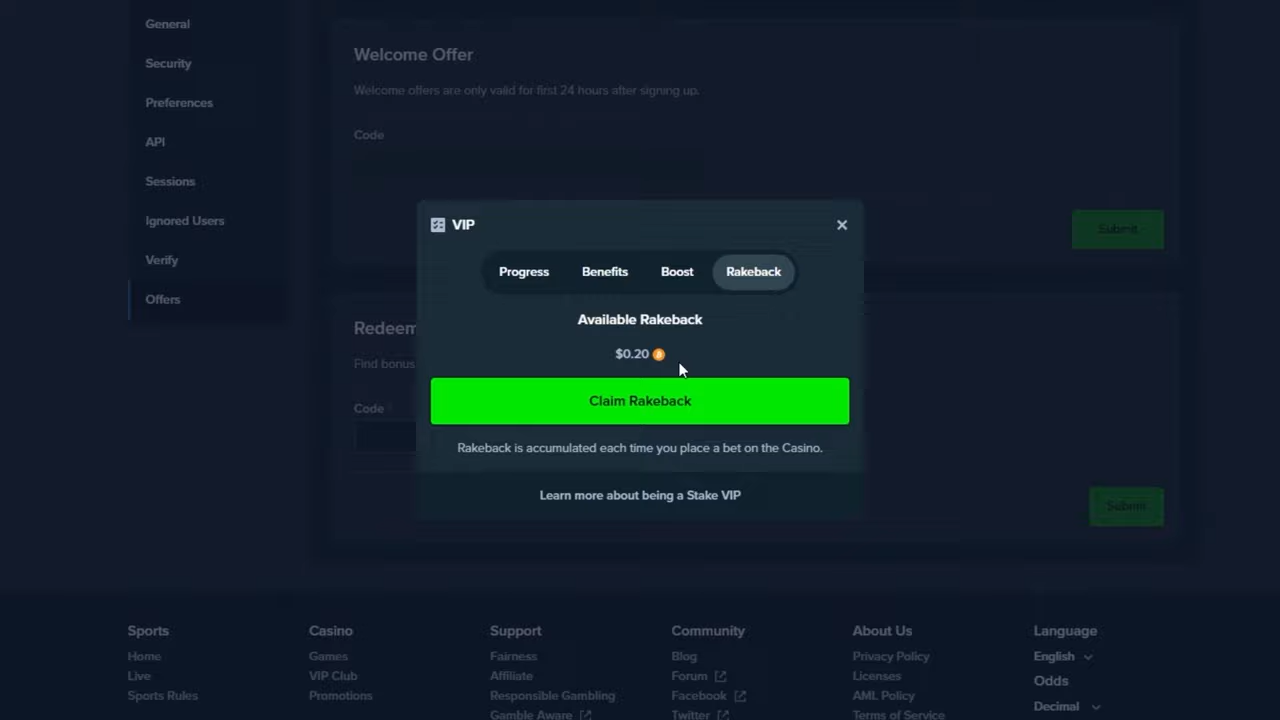 General
Security
Preferences
API
Sessions
Ignored Users
Verify
Offers
Welcome Offer
Welcome offers are only valid for first 24 hours after signing up.
Code
Submit
VIP
Progress Benefits Boost Rakeback
Available Rakeback
$0.20
Claim Rakeback
Rakeback is accumulated each time you place a bet on the Casino.
Learn more about being a Stake VIP
Redeem
Find bonus
Code
Submit
Sports
Home
Live
Sports Rules
Casino
Games
VIP Club
Promotions
Support
Fairness
Affiliate
Responsible Gambling
Gamble Aware
Community
Blog
Forum
Facebook
Twitter
About Us
Privacy Policy
Licenses
AML Policy
Terms of Service
Language
English
Odds
Decimal